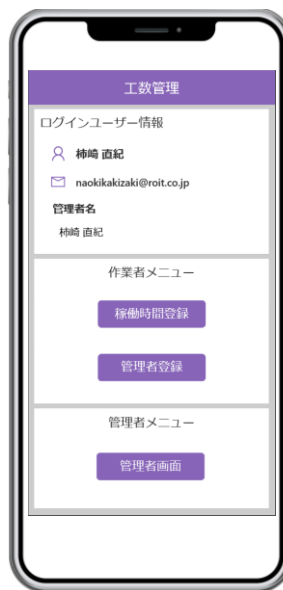 工数管理
ログインユーザー情報
柿崎 直紀
naokikakizaki@roit.co.jp
管理者名
柿崎 直紀
作業者メニュー
稼働時間登録
管理者登録
管理者メニュー
管理者画面